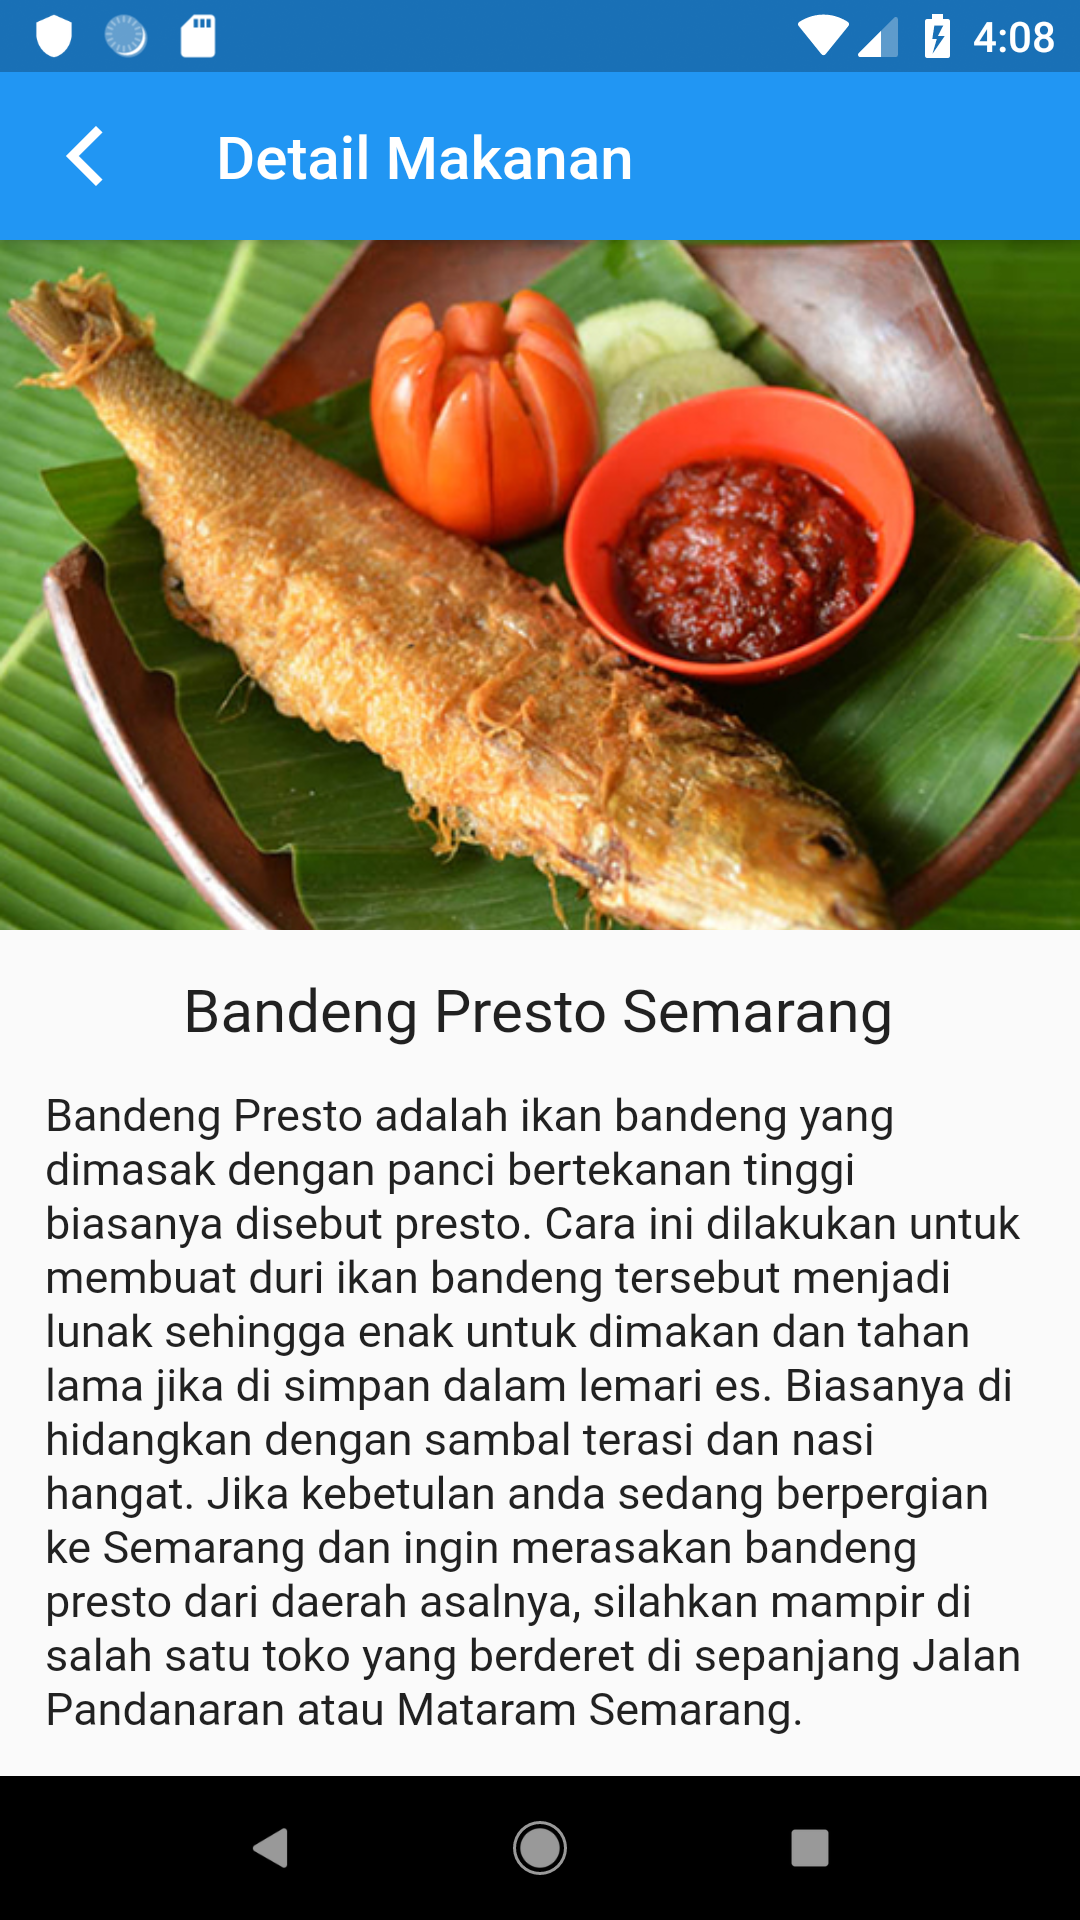 4:08
Detail Makanan
Bandeng Presto Semarang
Bandeng Presto adalah ikan bandeng yang
dimasak dengan panci bertekanan tinggi
biasanya disebut presto. Cara ini dilakukan untuk
membuat duri ikan bandeng tersebut menjadi
lunak sehingga enak untuk dimakan dan tahan
lama jika di simpan dalam lemari es. Biasanya di
hidangkan dengan sambal terasi dan nasi
hangat. Jika kebetulan anda sedang berpergian
ke Semarang dan ingin merasakan bandeng
presto dari daerah asalnya, silahkan mampir di
salah satu toko yang berderet di sepanjang Jalan
Pandanaran atau Mataram Semarang.